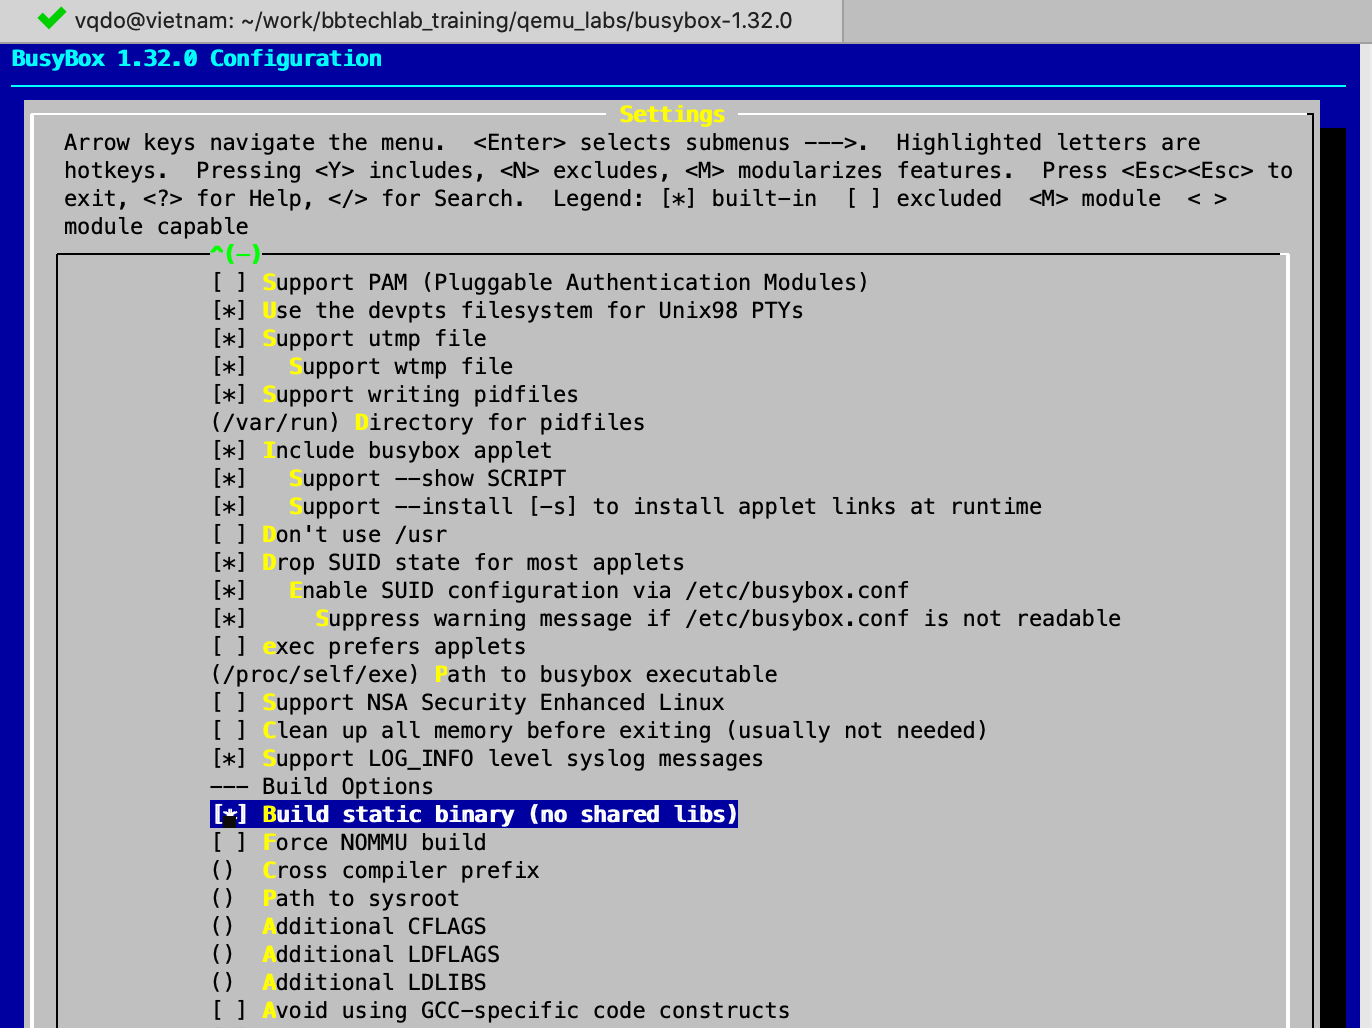 vqdo@vietnam: ~/work/bbtechlab_training/qemu_labs/busybox-1.32.0
BusyBox 1.32.0 Configuration
Settings
Arrow keys navigate the menu.  <Enter> selects submenus --->.  Highlighted letters are
hotkeys.  Pressing <Y> includes, <N> excludes, <M> modularizes features.  Press <Esc><Esc> to
exit, <?> for Help, </> for Search.  Legend: [*] built-in  [ ] excluded  <M> module  < >
module capable
^(-)
[ ] Support PAM (Pluggable Authentication Modules)
[*] Use the devpts filesystem for Unix98 PTYs
[*] Support utmp file
[*]   Support wtmp file
[*] Support writing pidfiles
(/var/run) Directory for pidfiles
[*] Include busybox applet
[*]   Support --show SCRIPT
[*]   Support --install [-s] to install applet links at runtime
[ ] Don't use /usr
[*] Drop SUID state for most applets
[*]   Enable SUID configuration via /etc/busybox.conf
[*]     Suppress warning message if /etc/busybox.conf is not readable
[ ] exec prefers applets
(/proc/self/exe) Path to busybox executable
[ ] Support NSA Security Enhanced Linux
[ ] Clean up all memory before exiting (usually not needed)
[*] Support LOG_INFO level syslog messages
--- Build Options
[*] Build static binary (no shared libs)
[ ] Force NOMMU build
()  Cross compiler prefix
()  Path to sysroot
()  Additional CFLAGS
()  Additional LDFLAGS
()  Additional LDLIBS
[ ] Avoid using GCC-specific code constructs